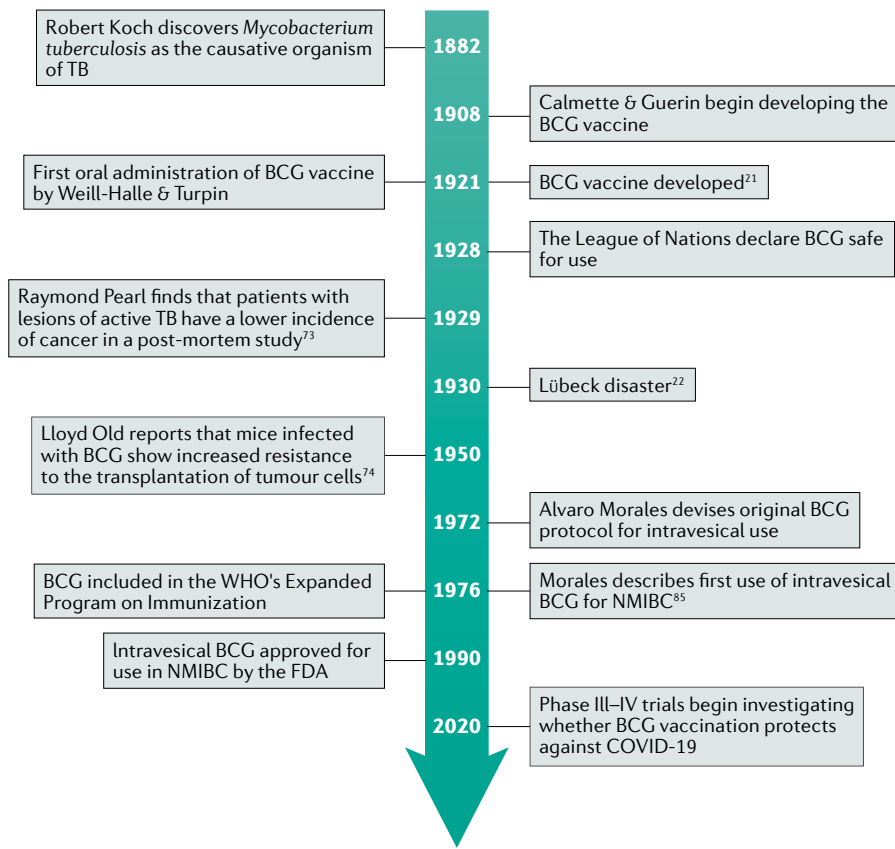 Robert Koch discovers Mycobacterium
tuberculosis as the causative organism
of TB
1882
1908
Calmette & Guerin begin developing the
BCG vaccine
First oral administration of BCG vaccine
by Weill-Halle & Turpin
1921
BCG vaccine developed²¹
1928
The League of Nations declare BCG safe
for use
Raymond Pearl finds that patients with
lesions of active TB have a lower incidence
of cancer in a post-mortem study⁷³
1929
1930
Lübeck disaster²²
Lloyd Old reports that mice infected
with BCG show increased resistance
to the transplantation of tumour cells⁷⁴
1950
1972
Alvaro Morales devises original BCG
protocol for intravesical use
BCG included in the WHO's Expanded
Program on Immunization
1976
Morales describes first use of intravesical
BCG for NMIBC⁸⁵
Intravesical BCG approved for
use in NMIBC by the FDA
1990
2020
Phase III–IV trials begin investigating
whether BCG vaccination protects
against COVID-19